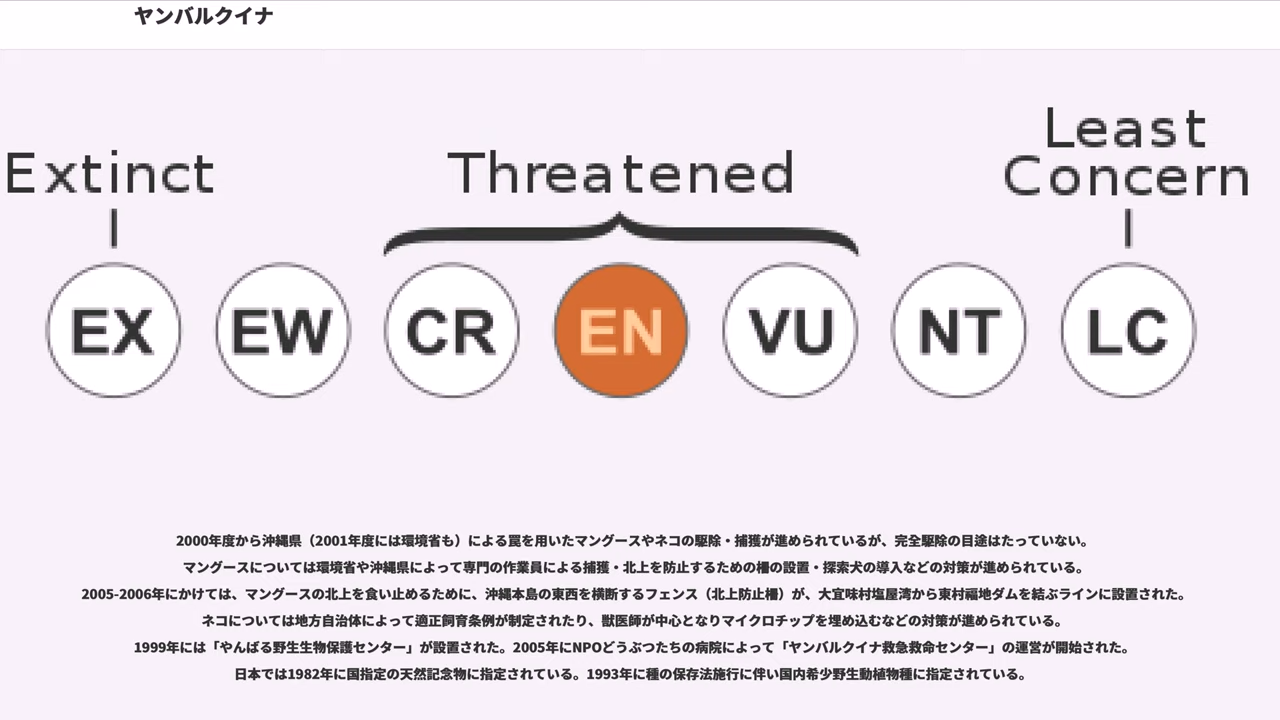 ヤンバルクイナ
Least
Extinct Threatened Concern
EX EW CR EN VU NT LC
2000年度から沖縄県（2001年度には環境省も）による罠を用いたマングースやネコの駆除・捕獲が進められているが、完全駆除の目途はたっていない。
マングースについては環境省や沖縄県によって専門の作業員による捕獲・北上を防止するための柵の設置・探索犬の導入などの対策が進められている。
2005-2006年にかけては、マングースの北上を食い止めるために、沖縄本島の東西を横断するフェンス（北上防止柵）が、大宜味村塩屋湾から東村福地ダムを結ぶラインに設置された。
ネコについては地方自治体によって適正飼育条例が制定されたり、獣医師が中心となりマイクロチップを埋め込むなどの対策が進められている。
1999年には「やんばる野生生物保護センター」が設置された。2005年にNPOどうぶつたちの病院によって「ヤンバルクイナ救急救命センター」の運営が開始された。
日本では1982年に国指定の天然記念物に指定されている。1993年に種の保存法施行に伴い国内希少野生動植物種に指定されている。